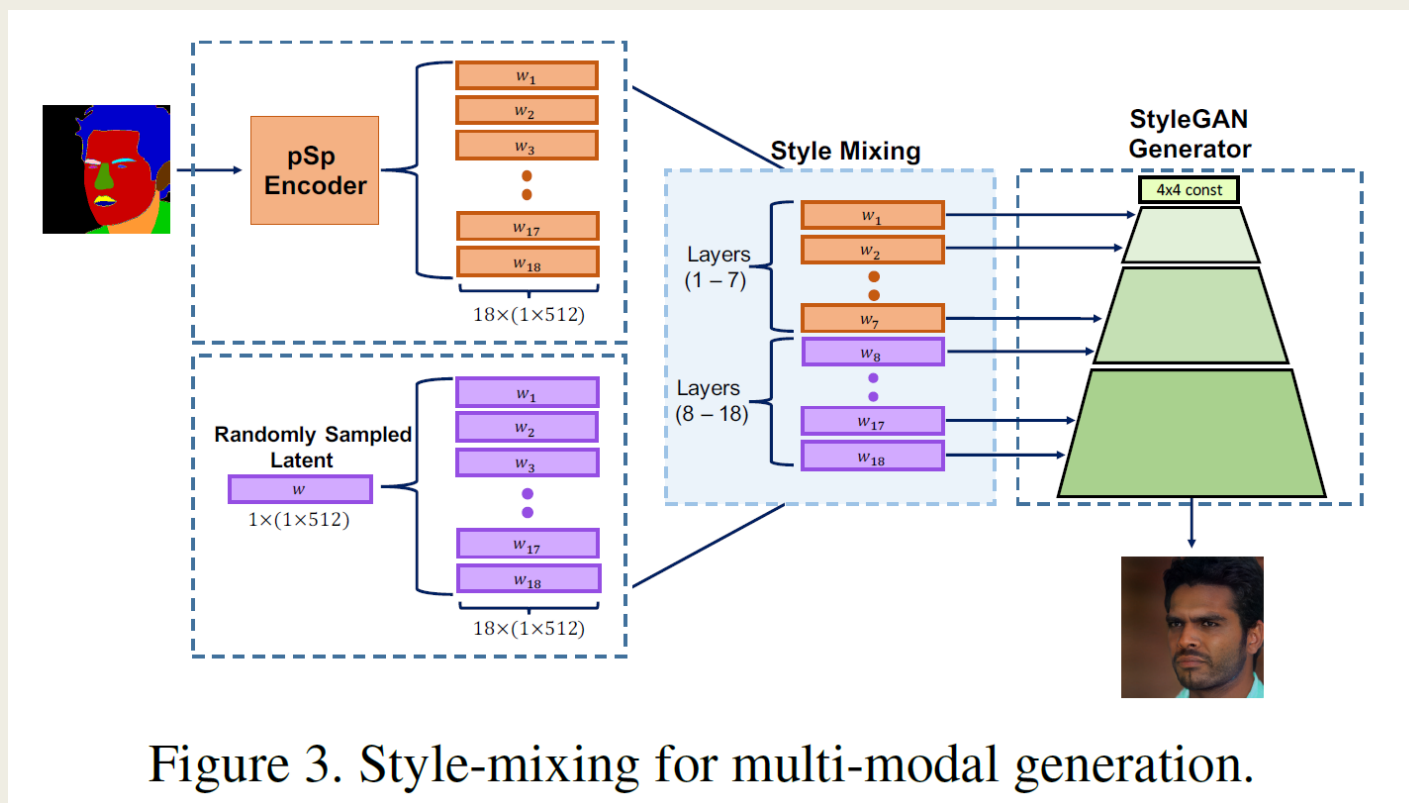 pSp
Encoder
w₁
w₂
w₃
w₁₇
w₁₈
18×(1×512)
Randomly Sampled
Latent
w
1×(1×512)
w₁
w₂
w₃
w₁₇
w₁₈
18×(1×512)
Style Mixing
Layers
(1 – 7)
w₁
w₂
w₇
Layers
(8 – 18)
w₈
w₁₇
w₁₈
StyleGAN
Generator
4x4 const
Figure 3. Style-mixing for multi-modal generation.